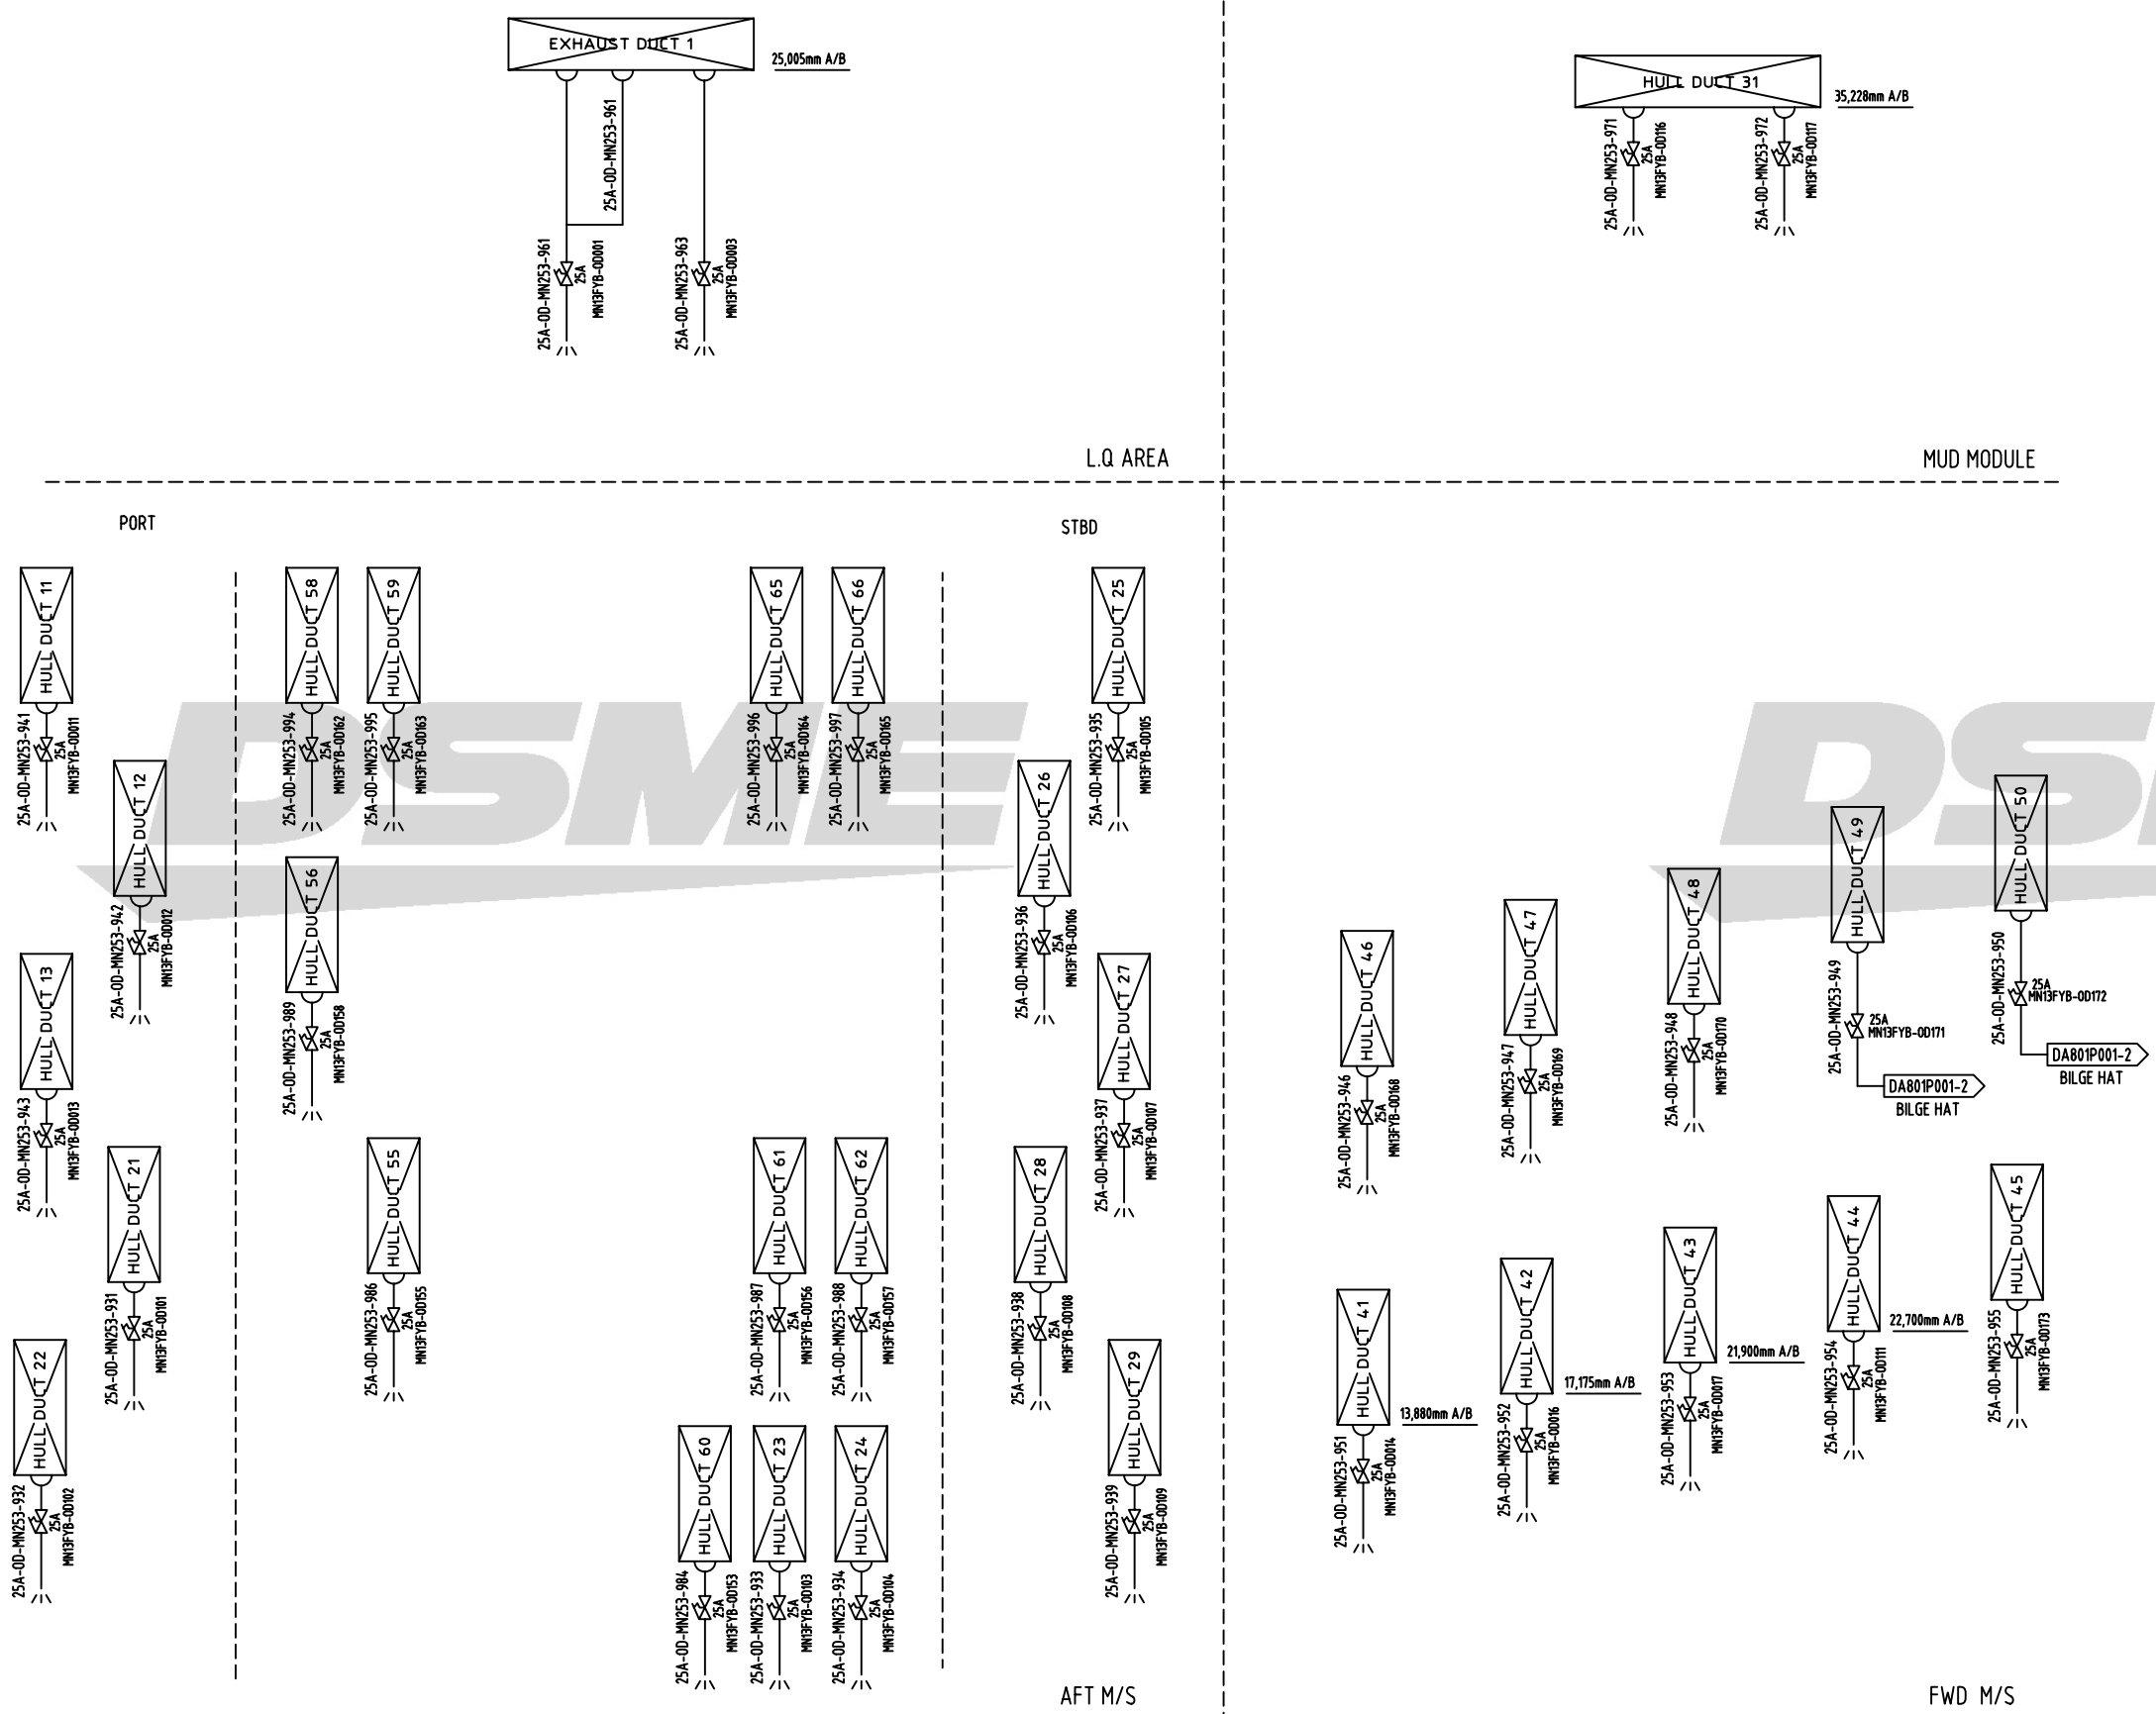 EXHAUST DUCT 1
25,005mm A/B
25A-OD-MN253-961
25A-OD-MN253-961
25A
MN13FYB-OD001
25A-OD-MN253-963
25A
MN13FYB-OD003
L.Q AREA
HULL DUCT 31
35,228mm A/B
25A-OD-MN253-971
25A
MN13FYB-OD116
25A-OD-MN253-972
25A
MN13FYB-OD117
MUD MODULE
PORT
STBD
HULL DUCT 11
25A-OD-MN253-941
25A
MN13FYB-OD011
HULL DUCT 12
25A-OD-MN253-942
25A
MN13FYB-OD012
HULL DUCT 13
25A-OD-MN253-943
25A
MN13FYB-OD013
HULL DUCT 21
25A-OD-MN253-931
25A
MN13FYB-OD101
HULL DUCT 22
25A-OD-MN253-932
25A
MN13FYB-OD102
HULL DUCT 58
25A-OD-MN253-994
25A
MN13FYB-OD162
HULL DUCT 59
25A-OD-MN253-995
25A
MN13FYB-OD163
HULL DUCT 65
25A-OD-MN253-996
25A
MN13FYB-OD164
HULL DUCT 66
25A-OD-MN253-997
25A
MN13FYB-OD165
HULL DUCT 56
25A-OD-MN253-989
25A
MN13FYB-OD158
HULL DUCT 55
25A-OD-MN253-986
25A
MN13FYB-OD155
HULL DUCT 61
25A-OD-MN253-987
25A
MN13FYB-OD156
HULL DUCT 62
25A-OD-MN253-988
25A
MN13FYB-OD157
HULL DUCT 60
25A-OD-MN253-984
25A
MN13FYB-OD153
HULL DUCT 23
25A-OD-MN253-933
25A
MN13FYB-OD103
HULL DUCT 24
25A-OD-MN253-934
25A
MN13FYB-OD104
HULL DUCT 25
25A-OD-MN253-935
25A
MN13FYB-OD105
HULL DUCT 26
25A-OD-MN253-936
25A
MN13FYB-OD106
HULL DUCT 27
25A-OD-MN253-937
25A
MN13FYB-OD107
HULL DUCT 28
25A-OD-MN253-938
25A
MN13FYB-OD108
HULL DUCT 29
25A-OD-MN253-939
25A
MN13FYB-OD109
AFT M/S
HULL DUCT 46
25A-OD-MN253-946
25A
MN13FYB-OD168
HULL DUCT 47
25A-OD-MN253-947
25A
MN13FYB-OD169
HULL DUCT 48
25A-OD-MN253-948
25A
MN13FYB-OD170
HULL DUCT 49
25A-OD-MN253-949
25A
MN13FYB-OD171
DA801P001-2
BILGE HAT
HULL DUCT 50
25A-OD-MN253-950
25A
MN13FYB-OD172
DA801P001-2
BILGE HAT
HULL DUCT 41
13,880mm A/B
25A-OD-MN253-951
25A
MN13FYB-OD014
HULL DUCT 42
17,175mm A/B
25A-OD-MN253-952
25A
MN13FYB-OD016
HULL DUCT 43
21,900mm A/B
25A-OD-MN253-953
25A
MN13FYB-OD017
HULL DUCT 44
22,700mm A/B
25A-OD-MN253-954
25A
MN13FYB-OD111
HULL DUCT 45
25A-OD-MN253-955
25A
MN13FYB-OD173
FWD M/S
DSME
DS